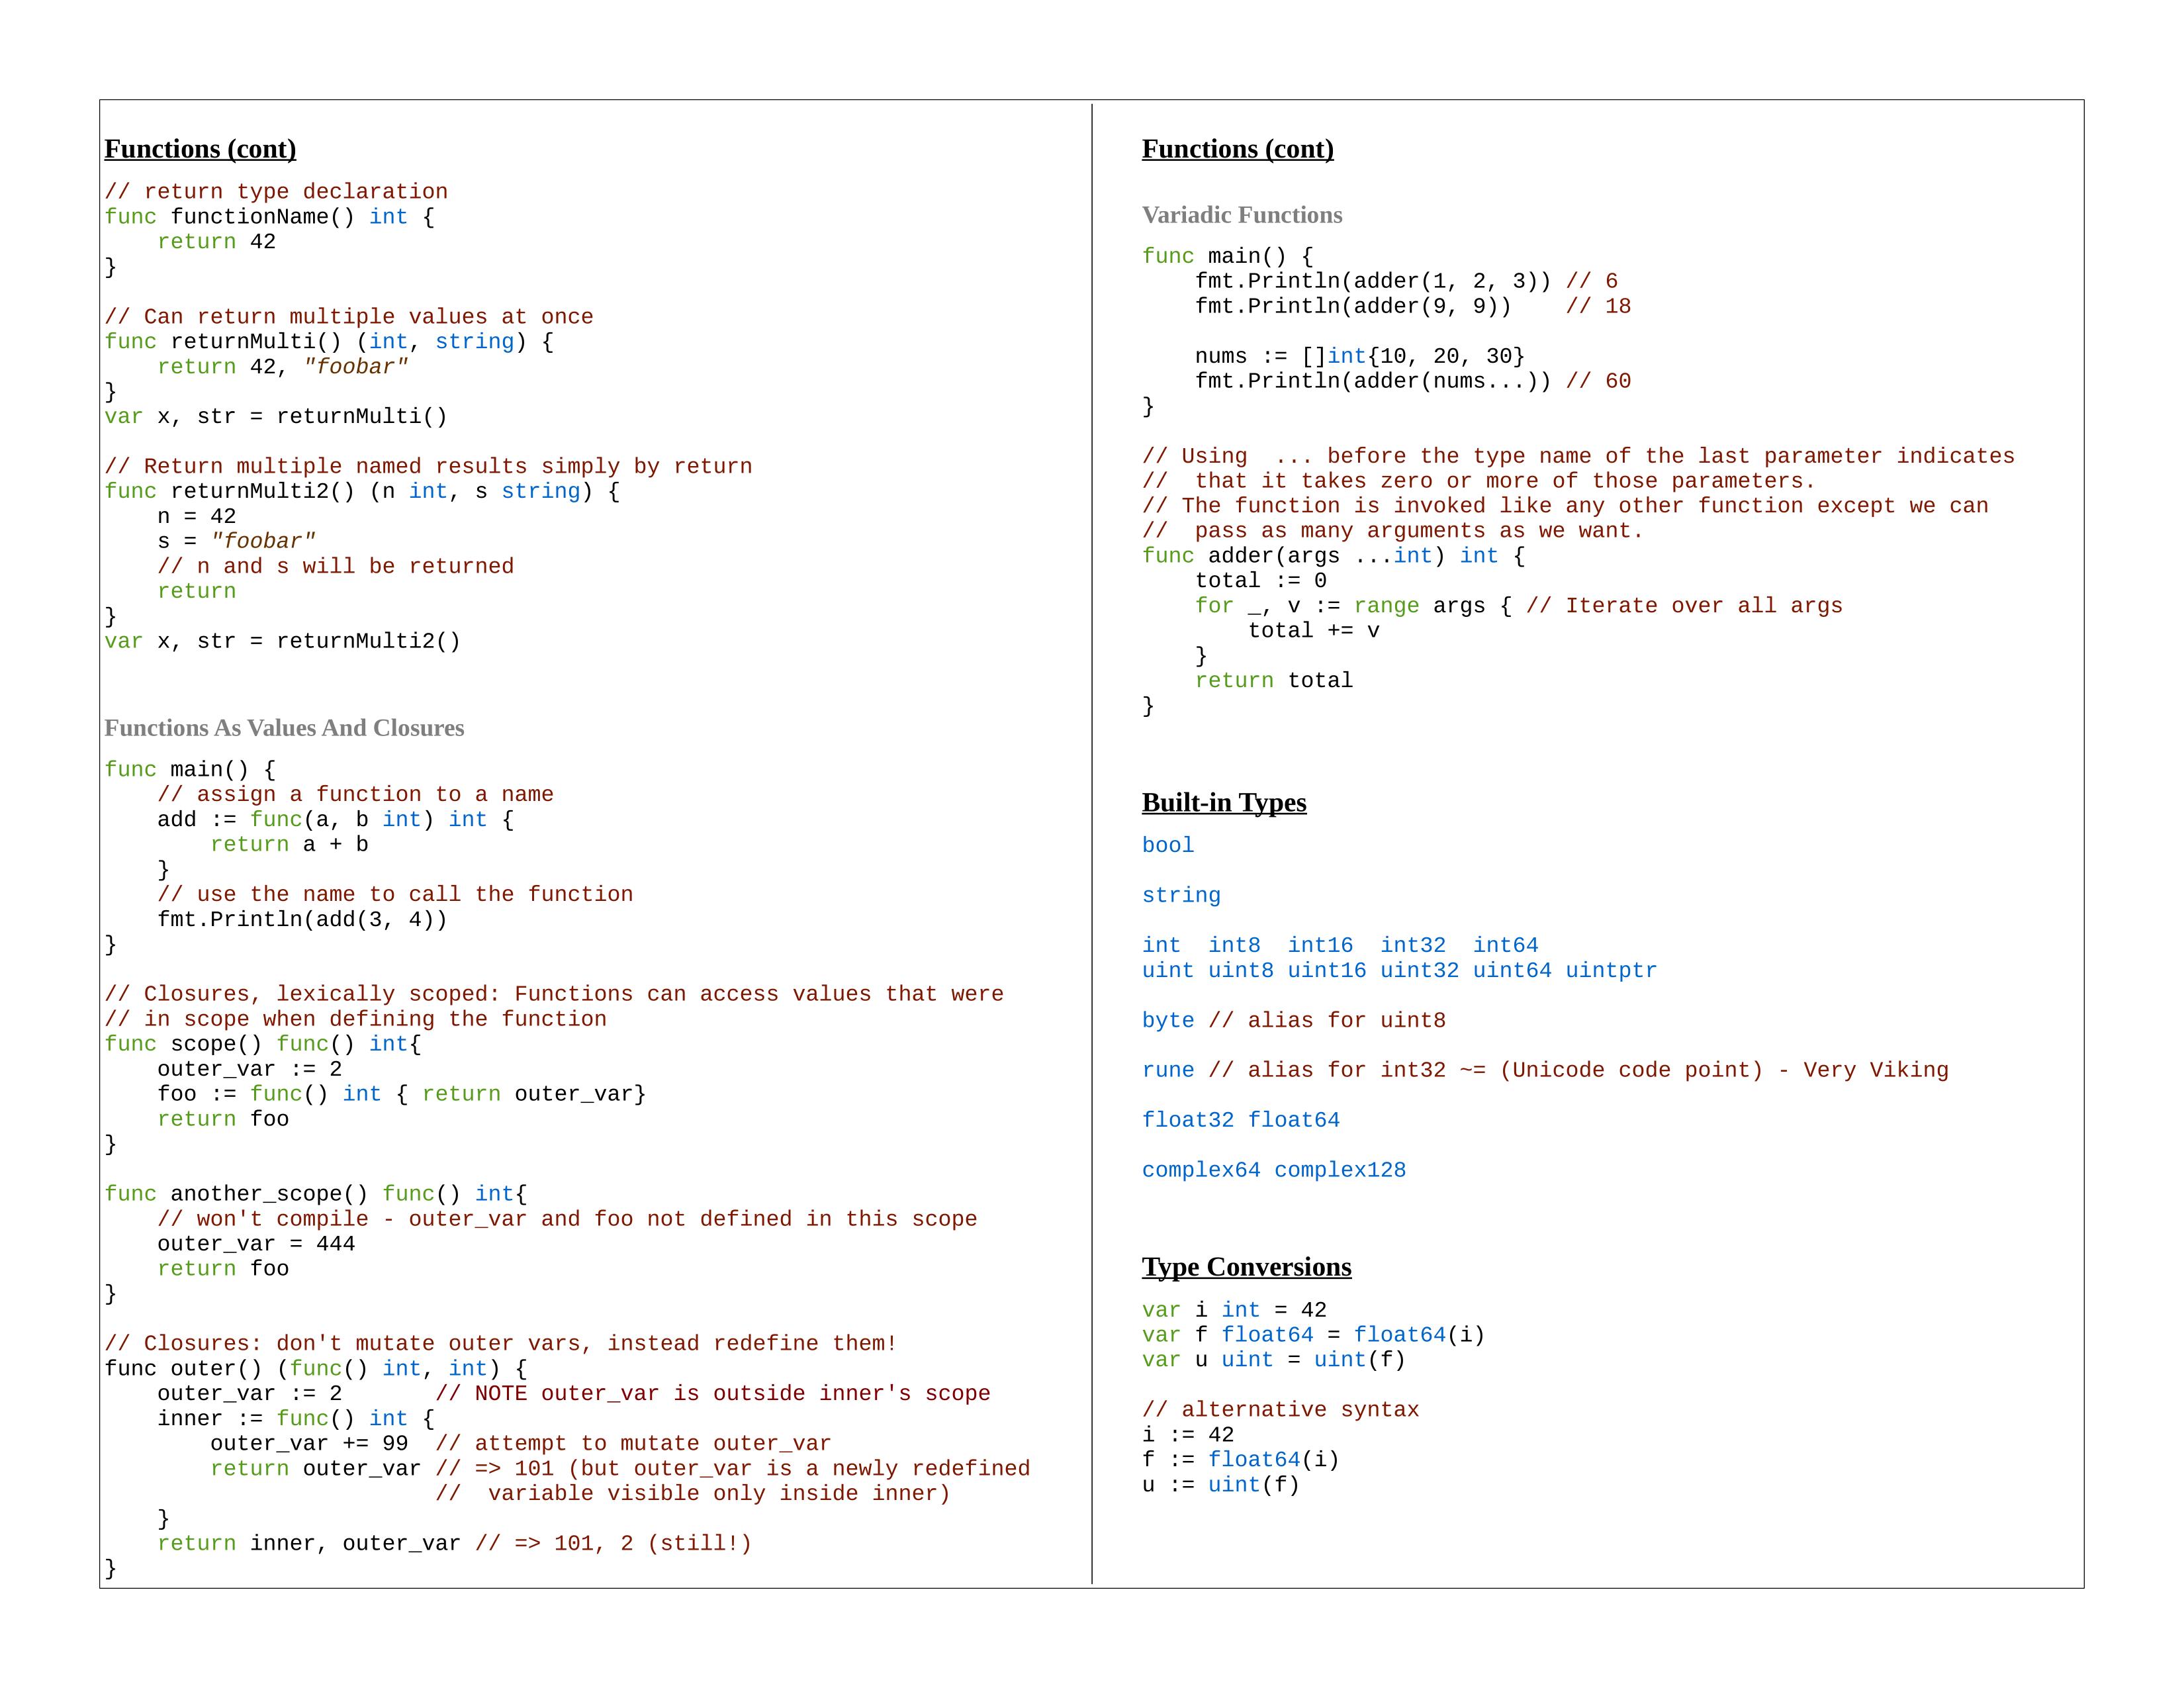 Functions (cont)
// return type declaration
func functionName() int {
    return 42
}

// Can return multiple values at once
func returnMulti() (int, string) {
    return 42, "foobar"
}
var x, str = returnMulti()

// Return multiple named results simply by return
func returnMulti2() (n int, s string) {
    n = 42
    s = "foobar"
    // n and s will be returned
    return
}
var x, str = returnMulti2()

Functions As Values And Closures
func main() {
    // assign a function to a name
    add := func(a, b int) int {
        return a + b
    }
    // use the name to call the function
    fmt.Println(add(3, 4))
}

// Closures, lexically scoped: Functions can access values that were
// in scope when defining the function
func scope() func() int{
    outer_var := 2
    foo := func() int { return outer_var}
    return foo
}

func another_scope() func() int{
    // won't compile - outer_var and foo not defined in this scope
    outer_var = 444
    return foo
}

// Closures: don't mutate outer vars, instead redefine them!
func outer() (func() int, int) {
    outer_var := 2       // NOTE outer_var is outside inner's scope
    inner := func() int {
        outer_var += 99  // attempt to mutate outer_var
        return outer_var // => 101 (but outer_var is a newly redefined
                         //  variable visible only inside inner)
    }
    return inner, outer_var // => 101, 2 (still!)
}

Functions (cont)
Variadic Functions
func main() {
    fmt.Println(adder(1, 2, 3)) // 6
    fmt.Println(adder(9, 9))    // 18

    nums := []int{10, 20, 30}
    fmt.Println(adder(nums...)) // 60
}

// Using  ... before the type name of the last parameter indicates
//  that it takes zero or more of those parameters.
// The function is invoked like any other function except we can
//  pass as many arguments as we want.
func adder(args ...int) int {
    total := 0
    for _, v := range args { // Iterate over all args
        total += v
    }
    return total
}

Built-in Types
bool

string

int  int8  int16  int32  int64
uint uint8 uint16 uint32 uint64 uintptr

byte // alias for uint8

rune // alias for int32 ~= (Unicode code point) - Very Viking

float32 float64

complex64 complex128

Type Conversions
var i int = 42
var f float64 = float64(i)
var u uint = uint(f)

// alternative syntax
i := 42
f := float64(i)
u := uint(f)